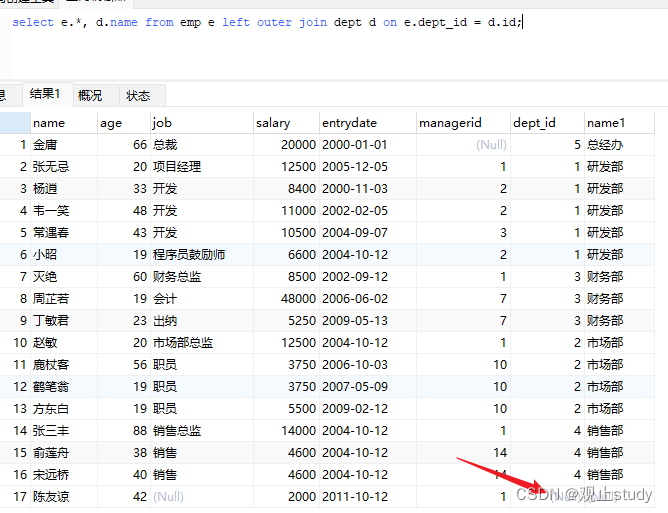 select e.*, d.name from emp e left outer join dept d on e.dept_id = d.id;
息 结果1 概况 状态
name age job salary entrydate managerid dept_id name1
1 金庸 66 总裁 20000 2000-01-01 (Null) 5 总经办
2 张无忌 20 项目经理 12500 2005-12-05 1 1 研发部
3 杨逍 33 开发 8400 2000-11-03 2 1 研发部
4 韦一笑 48 开发 11000 2002-02-05 2 1 研发部
5 常遇春 43 开发 10500 2004-09-07 3 1 研发部
6 小昭 19 程序员鼓励师 6600 2004-10-12 2 1 研发部
7 灭绝 60 财务总监 8500 2002-09-12 1 3 财务部
8 周芷若 19 会计 48000 2006-06-02 7 3 财务部
9 丁敏君 23 出纳 5250 2009-05-13 7 3 财务部
10 赵敏 20 市场部总监 12500 2004-10-12 1 2 市场部
11 鹿杖客 56 职员 3750 2006-10-03 10 2 市场部
12 鹤笔翁 19 职员 3750 2007-05-09 10 2 市场部
13 方东白 19 职员 5500 2009-02-12 10 2 市场部
14 张三丰 88 销售总监 14000 2004-10-12 1 4 销售部
15 俞莲舟 38 销售 4600 2004-10-12 14 4 销售部
16 宋远桥 40 销售 4600 2004-10-12 14 4 销售部
17 陈友谅 42 (Null) 2000 2011-10-12 1
CSDN @观止study